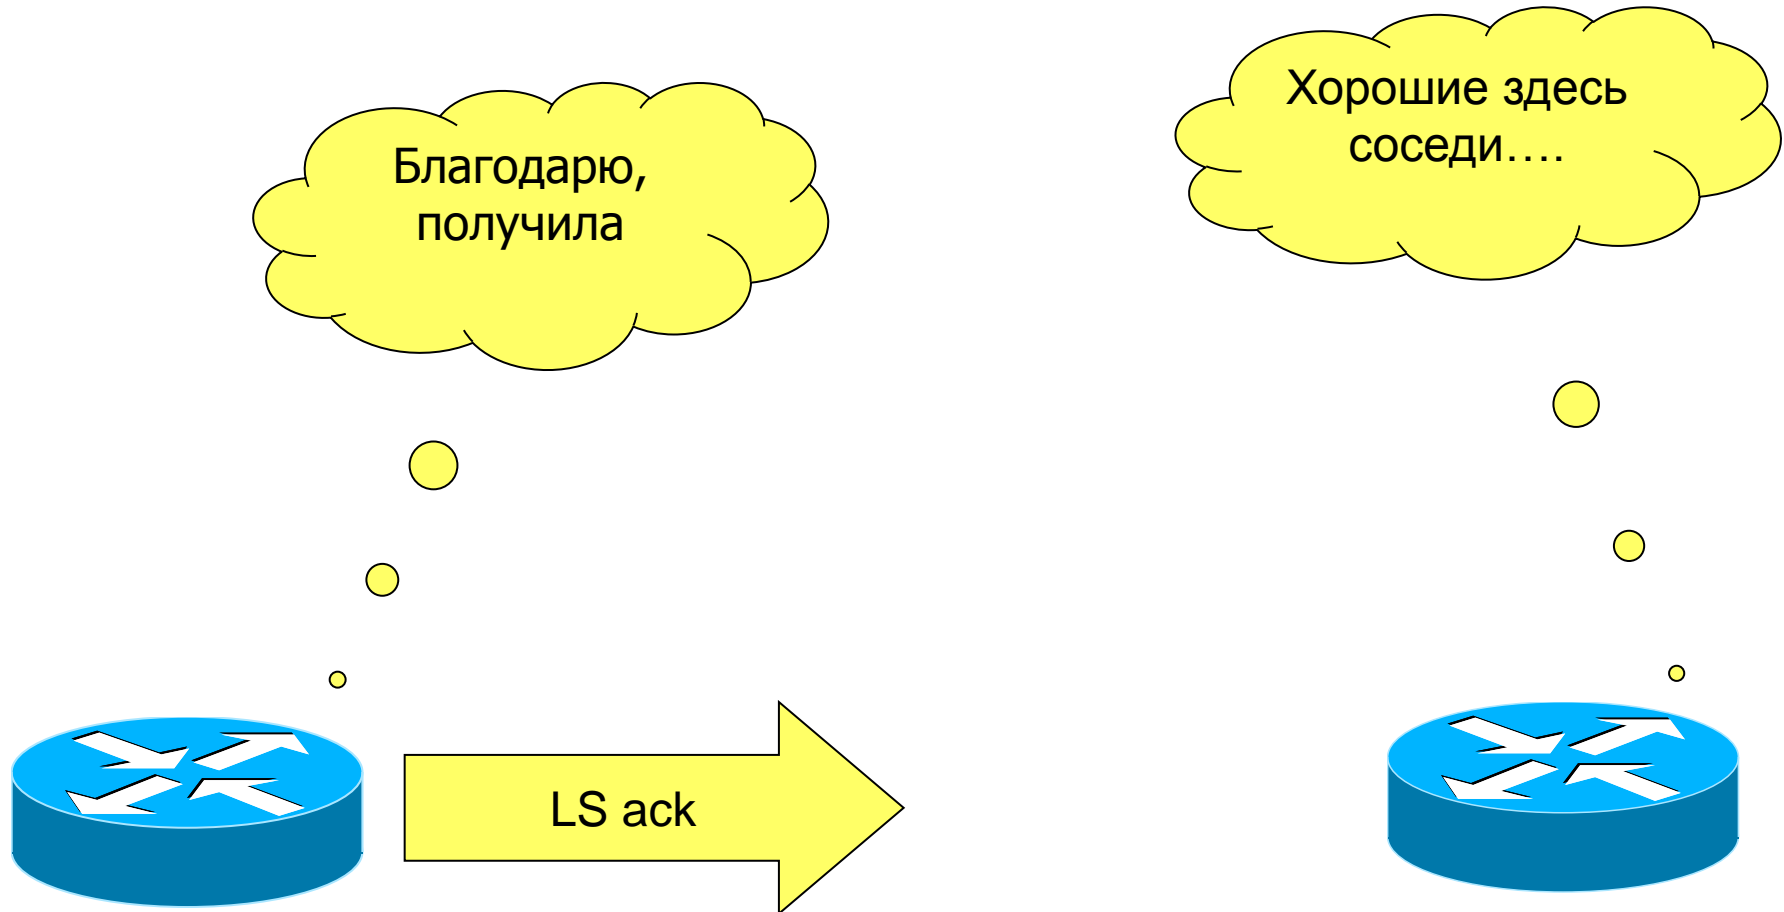 Благодарю,
получила
Хорошие здесь
соседи….
LS ack